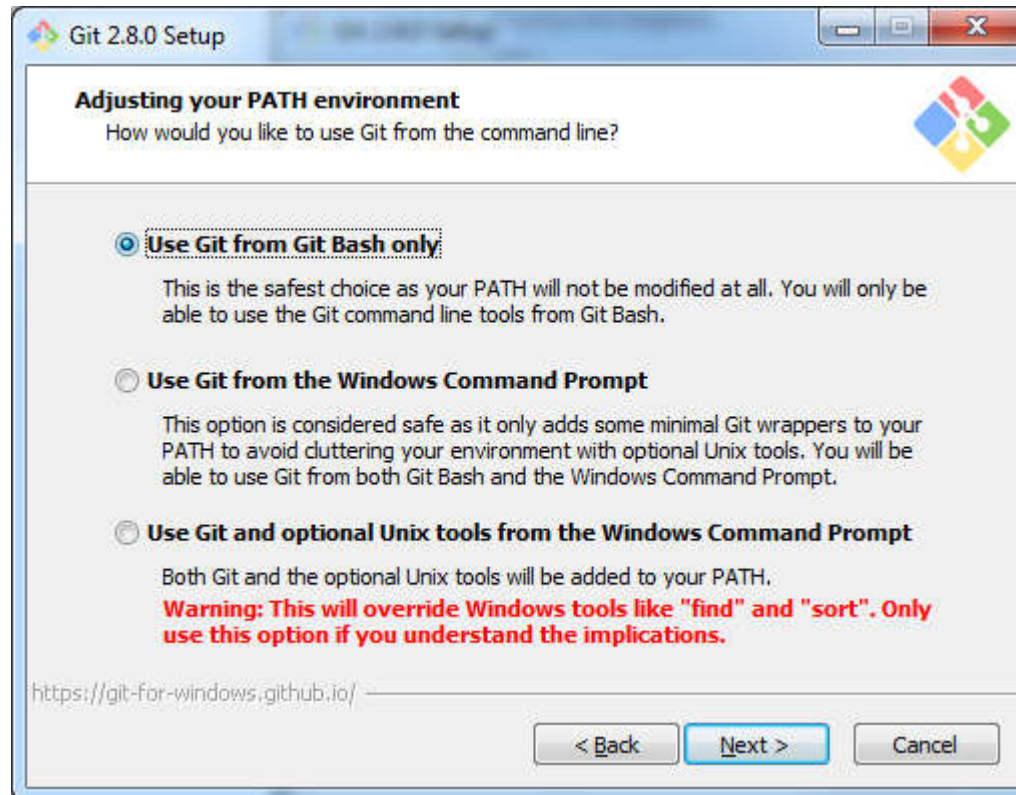 Git 2.8.0 Setup
Adjusting your PATH environment
How would you like to use Git from the command line?
Use Git from Git Bash only
This is the safest choice as your PATH will not be modified at all. You will only be
able to use the Git command line tools from Git Bash.
Use Git from the Windows Command Prompt
This option is considered safe as it only adds some minimal Git wrappers to your
PATH to avoid cluttering your environment with optional Unix tools. You will be
able to use Git from both Git Bash and the Windows Command Prompt.
Use Git and optional Unix tools from the Windows Command Prompt
Both Git and the optional Unix tools will be added to your PATH.
Warning: This will override Windows tools like "find" and "sort". Only
use this option if you understand the implications.
https://git-for-windows.github.io/
< Back Next > Cancel